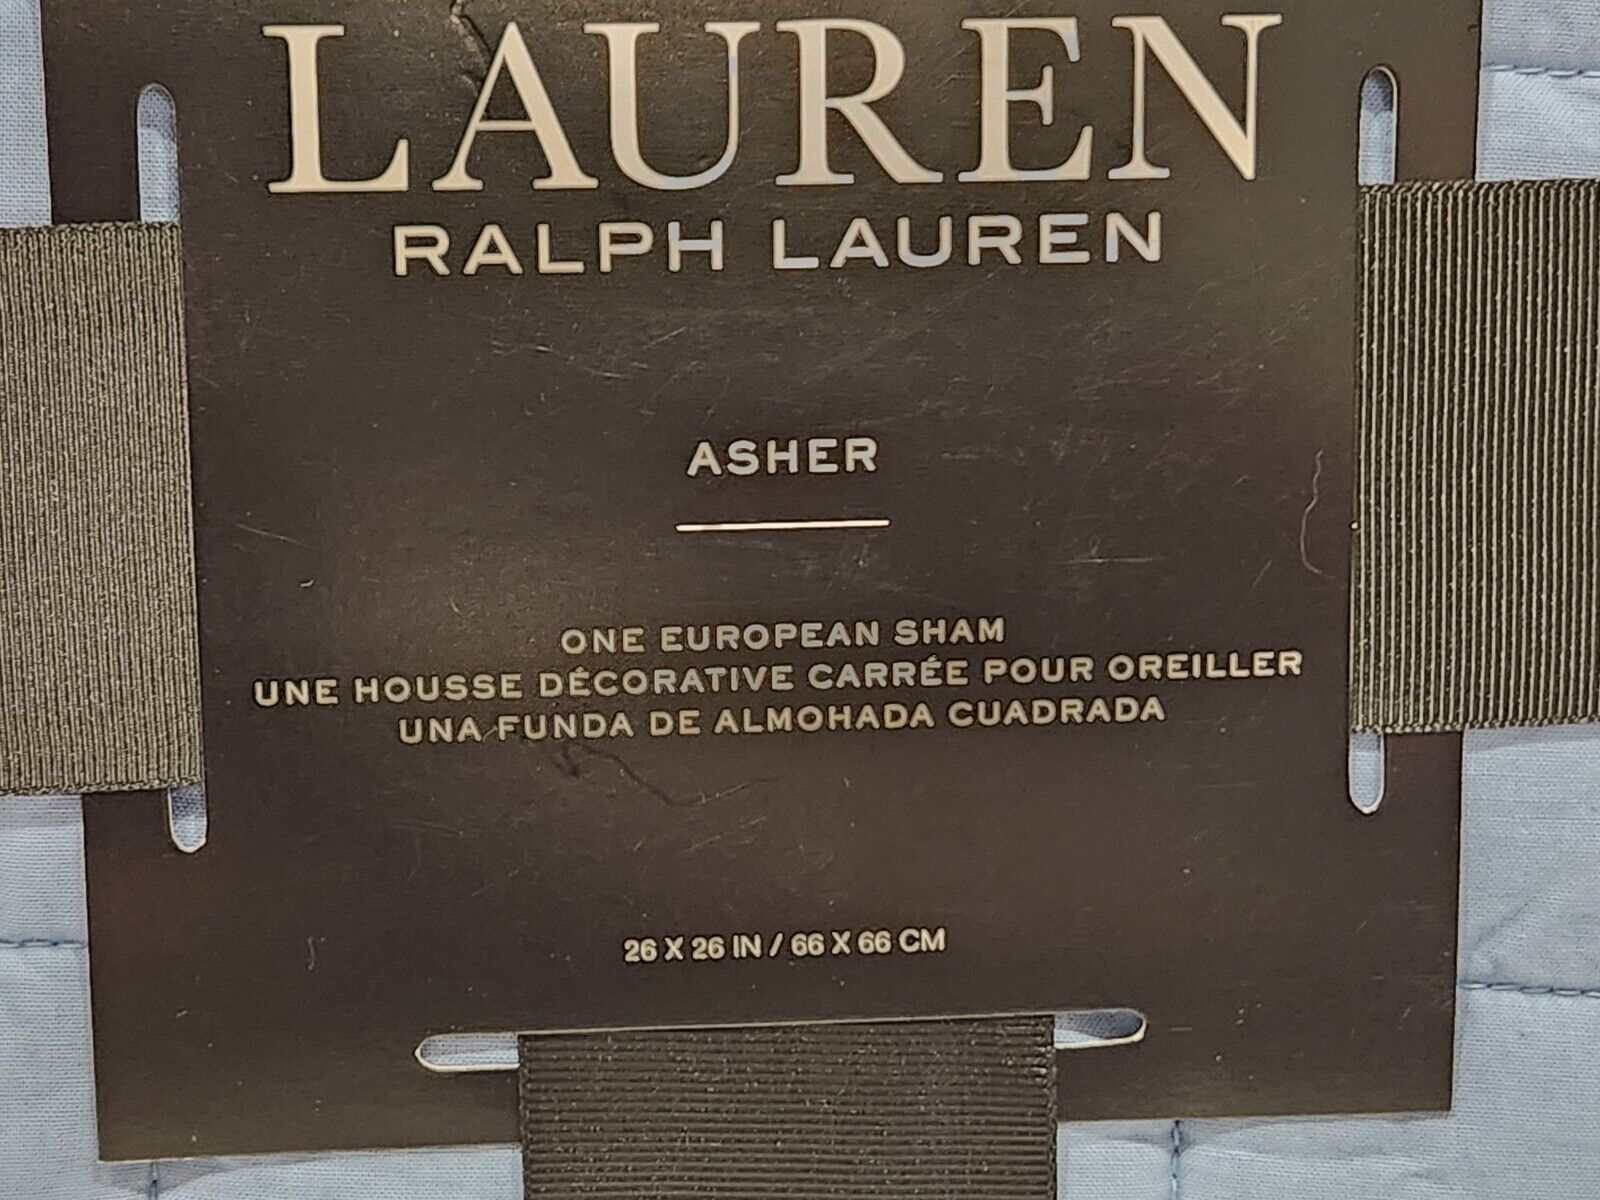 LAUREN
RALPH LAUREN
ASHER
ONE EUROPEAN SHAM
UNE HOUSSE DÉCORATIVE CARRÉE POUR OREILLER
UNA FUNDA DE ALMOHADA CUADRADA
26 X 26 IN / 66 X 66 CM